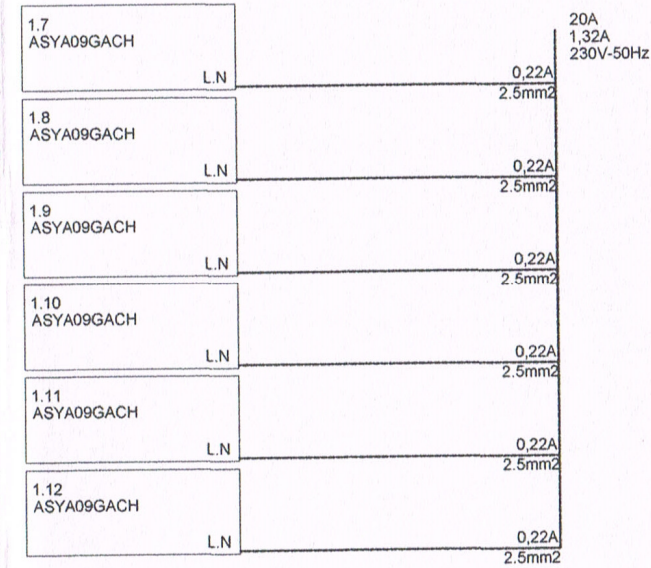 20A
1,32A
230V-50Hz
1.7
ASYA09GACH
L.N
0,22A
2.5mm2
1.8
ASYA09GACH
L.N
0,22A
2.5mm2
1.9
ASYA09GACH
L.N
0,22A
2.5mm2
1.10
ASYA09GACH
L.N
0,22A
2.5mm2
1.11
ASYA09GACH
L.N
0,22A
2.5mm2
1.12
ASYA09GACH
L.N
0,22A
2.5mm2